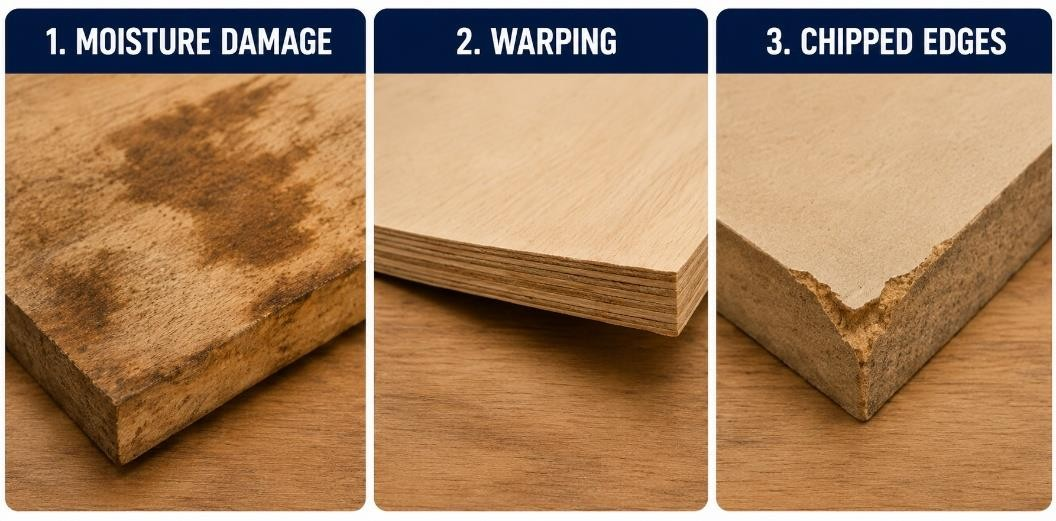 1. MOISTURE DAMAGE
2. WARPING
3. CHIPPED EDGES